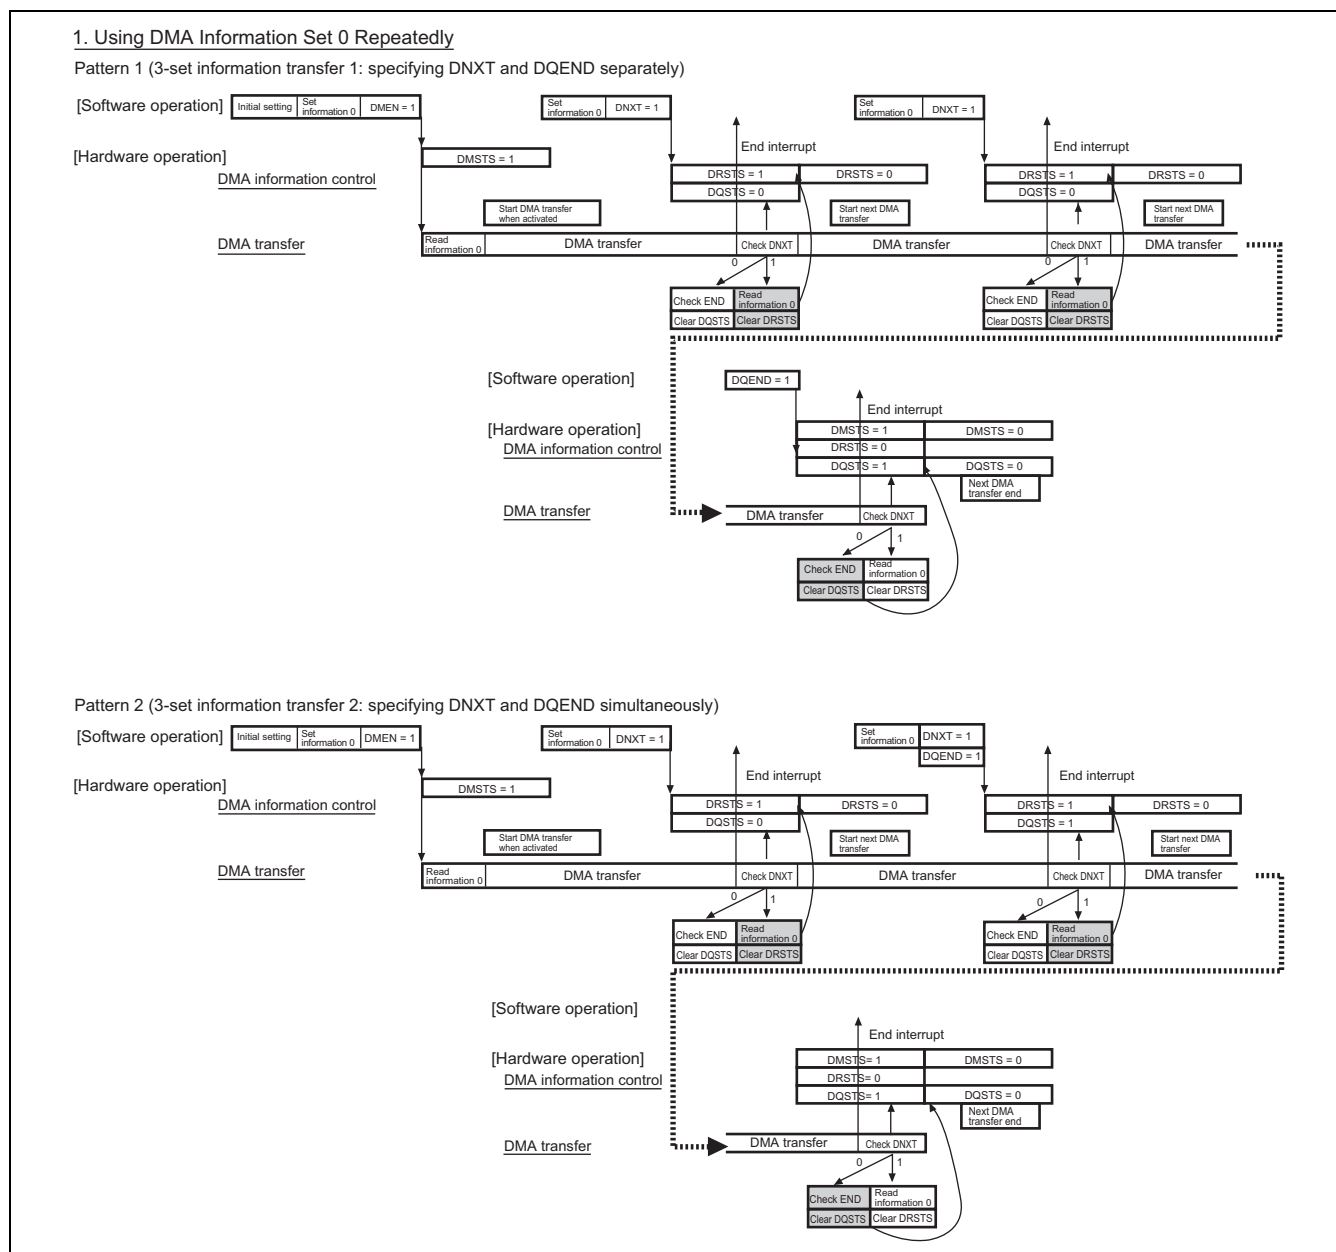 1. Using DMA Information Set 0 Repeatedly
Pattern 1 (3-set information transfer 1: specifying DNXT and DQEND separately)
[Software operation]
Initial setting
Set
information 0
DMEN = 1
Set
information 0
DNXT = 1
Set
information 0
DNXT = 1
[Hardware operation]
DMA information control
DMSTS = 1
End interrupt
DRSTS = 1
DRSTS = 0
DQSTS = 0
End interrupt
DRSTS = 1
DRSTS = 0
DQSTS = 0
Start DMA transfer
when activated
Start next DMA
transfer
Start next DMA
transfer
DMA transfer
Read
information 0
DMA transfer
Check DNXT
DMA transfer
Check DNXT
DMA transfer
0
1
0
1
Check END
Read
information 0
Clear DQSTS
Clear DRSTS
Check END
Read
information 0
Clear DQSTS
Clear DRSTS
[Software operation]
DQEND = 1
End interrupt
[Hardware operation]
DMA information control
DMSTS = 1
DMSTS = 0
DRSTS = 0
DQSTS = 1
DQSTS = 0
Next DMA
transfer end
DMA transfer
DMA transfer
Check DNXT
0
1
Check END
Read
information 0
Clear DQSTS
Clear DRSTS
Pattern 2 (3-set information transfer 2: specifying DNXT and DQEND simultaneously)
[Software operation]
Initial setting
Set
information 0
DMEN = 1
Set
information 0
DNXT = 1
Set
information 0
DNXT = 1
DQEND = 1
[Hardware operation]
DMA information control
DMSTS = 1
End interrupt
DRSTS = 1
DRSTS = 0
DQSTS = 0
End interrupt
DRSTS = 1
DRSTS = 0
DQSTS = 1
Start DMA transfer
when activated
Start next DMA
transfer
Start next DMA
transfer
DMA transfer
Read
information 0
DMA transfer
Check DNXT
DMA transfer
Check DNXT
DMA transfer
0
1
0
1
Check END
Read
information 0
Clear DQSTS
Clear DRSTS
Check END
Read
information 0
Clear DQSTS
Clear DRSTS
[Software operation]
End interrupt
[Hardware operation]
DMA information control
DMSTS= 1
DMSTS = 0
DRSTS= 0
DQSTS= 1
DQSTS = 0
Next DMA
transfer end
DMA transfer
DMA transfer
Check DNXT
0
1
Check END
Read
information 0
Clear DQSTS
Clear DRSTS